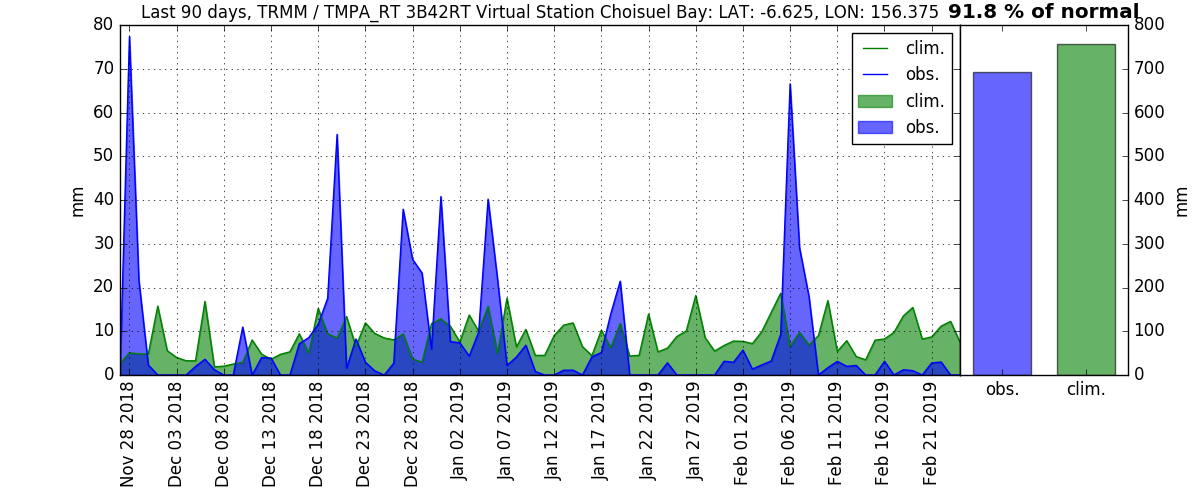 Last 90 days, TRMM / TMPA_RT 3B42RT Virtual Station Choisuel Bay: LAT: -6.625, LON: 156.375
91.8 % of normal
80
70
60
50
40
30
20
10
0
mm
clim.
obs.
clim.
obs.
Nov 28 2018
Dec 03 2018
Dec 08 2018
Dec 13 2018
Dec 18 2018
Dec 23 2018
Dec 28 2018
Jan 02 2019
Jan 07 2019
Jan 12 2019
Jan 17 2019
Jan 22 2019
Jan 27 2019
Feb 01 2019
Feb 06 2019
Feb 11 2019
Feb 16 2019
Feb 21 2019
800
700
600
500
400
300
200
100
0
mm
obs.
clim.